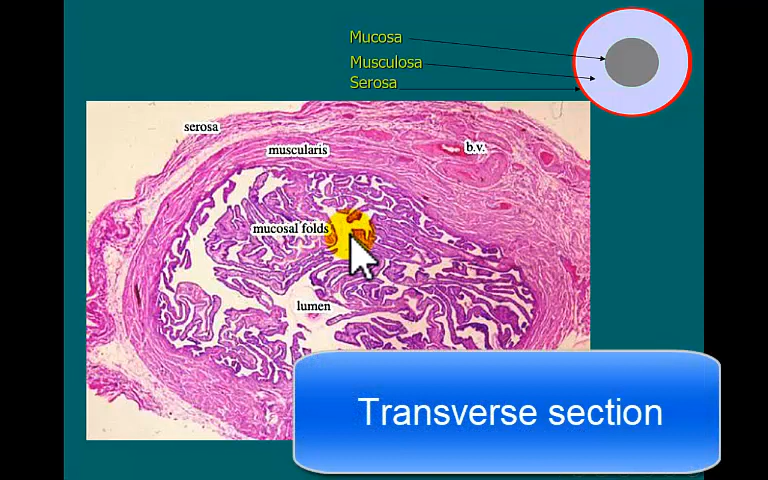 Mucosa
Musculosa
Serosa
serosa
muscularis
b.v.
mucosal folds
lumen
Transverse section